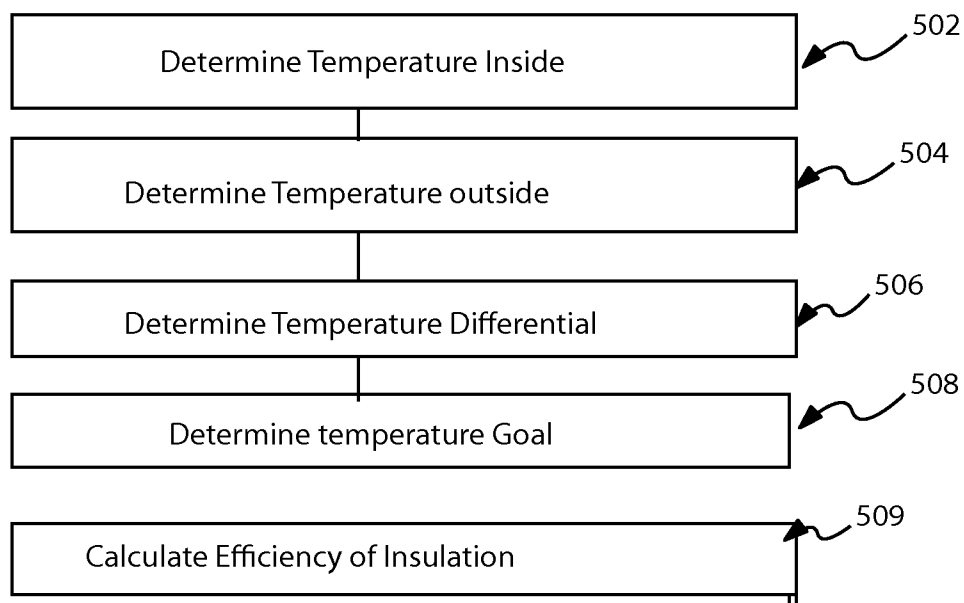 Determine Temperature Inside
502
Determine Temperature outside
504
Determine Temperature Differential
506
Determine temperature Goal
508
Calculate Efficiency of Insulation
509